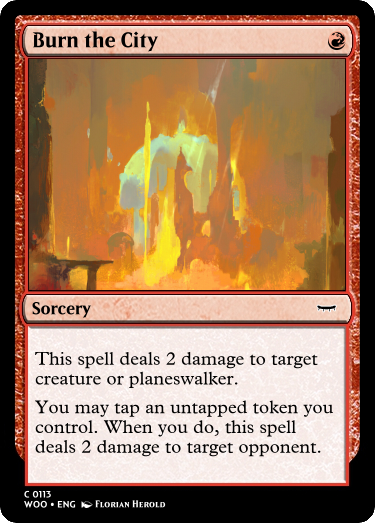 Burn the City
Sorcery
This spell deals 2 damage to target
creature or planeswalker.
You may tap an untapped token you
control. When you do, this spell
deals 2 damage to target opponent.
C 0113
WOO • ENG Florian Herold